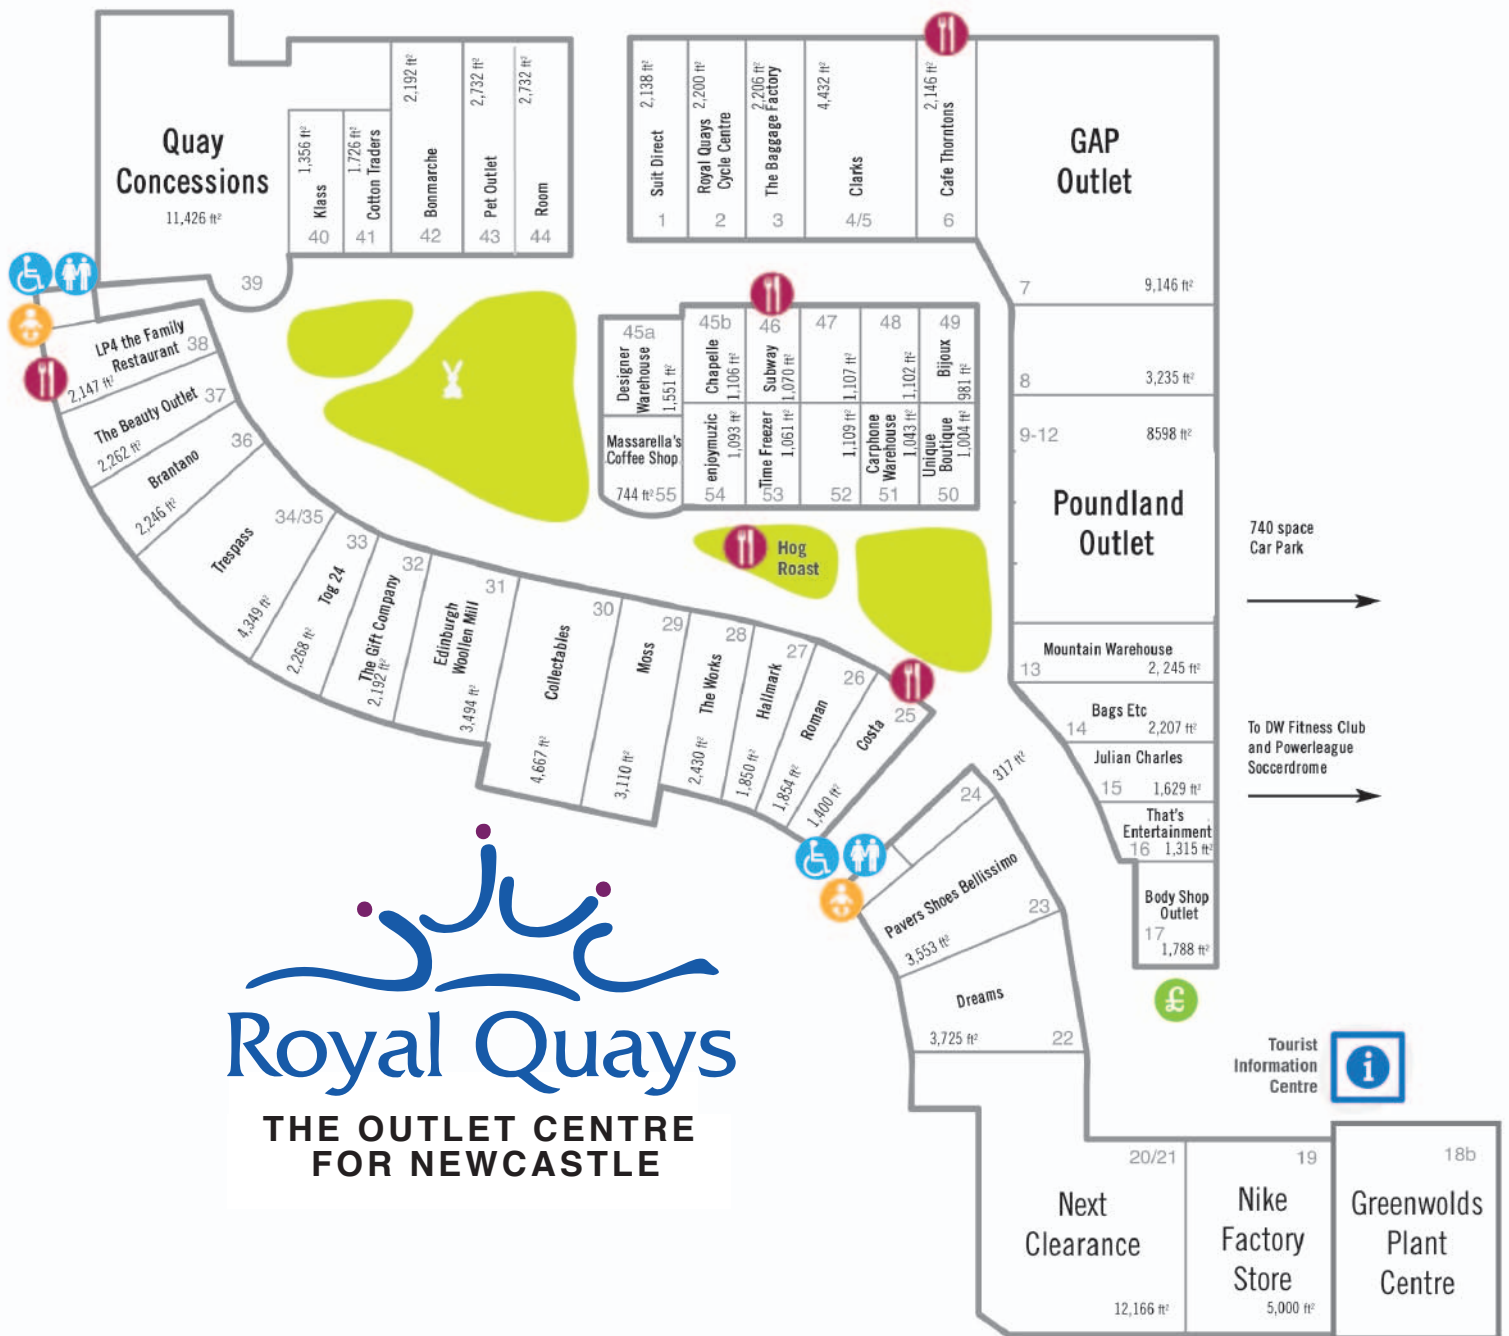 Quay
Concessions
11,426 ft²
39
1,356 ft²
Klass
40
1.726 ft²
Cotton Traders
41
2,192 ft²
Bonmarche
42
2,732 ft²
Pet Outlet
43
2,732 ft²
Room
44
2,138 ft²
Suit Direct
1
2,200 ft²
Royal Quays
Cycle Centre
2
2,206 ft²
The Baggage Factory
3
4,432 ft²
Clarks
4/5
2,146 ft²
Cafe Thorntons
6
GAP
Outlet
7
9,146 ft²
8
3,235 ft²
9-12
8598 ft²
Poundland
Outlet
Mountain Warehouse
13
2,245 ft²
Bags Etc
14
2,207 ft²
Julian Charles
15
1,629 ft²
That's
Entertainment
16
1,315 ft²
Body Shop
Outlet
17
1,788 ft²
£
740 space
Car Park
To DW Fitness Club
and Powerleague
Soccerdrome
45a
Designer
Warehouse
1,551 ft²
45b
Chapelle
1,106 ft²
46
Subway
1,070 ft²
47
1,107 ft²
48
1,102 ft²
49
Bijoux
981 ft²
Massarella's
Coffee Shop
744 ft²
55
enjoymuzic
1,093 ft²
54
Time Freezer
1,061 ft²
53
1,109 ft²
52
Carphone
Warehouse
1,043 ft²
51
Unique
Boutique
1,004 ft²
50
Hog
Roast
LP4 the Family
Restaurant
38
2,147 ft²
The Beauty Outlet
37
2,262 ft²
Brantano
36
2,246 ft²
Trespass
34/35
4,349 ft²
33
Tog 24
2,268 ft²
32
The Gift Company
2,192 ft²
31
Edinburgh
Woollen Mill
3,494 ft²
30
Collectables
4,667 ft²
29
Moss
3,110 ft²
28
The Works
2,430 ft²
27
Hallmark
1,850 ft²
26
Roman
1,854 ft²
25
Costa
1,400 ft²
24
317 ft²
Pavers Shoes Bellissimo
23
3,553 ft²
Dreams
3,725 ft²
22
Tourist
Information
Centre
i
20/21
Next
Clearance
12,166 ft²
19
Nike
Factory
Store
5,000 ft²
18b
Greenwolds
Plant
Centre
Royal Quays
THE OUTLET CENTRE
FOR NEWCASTLE